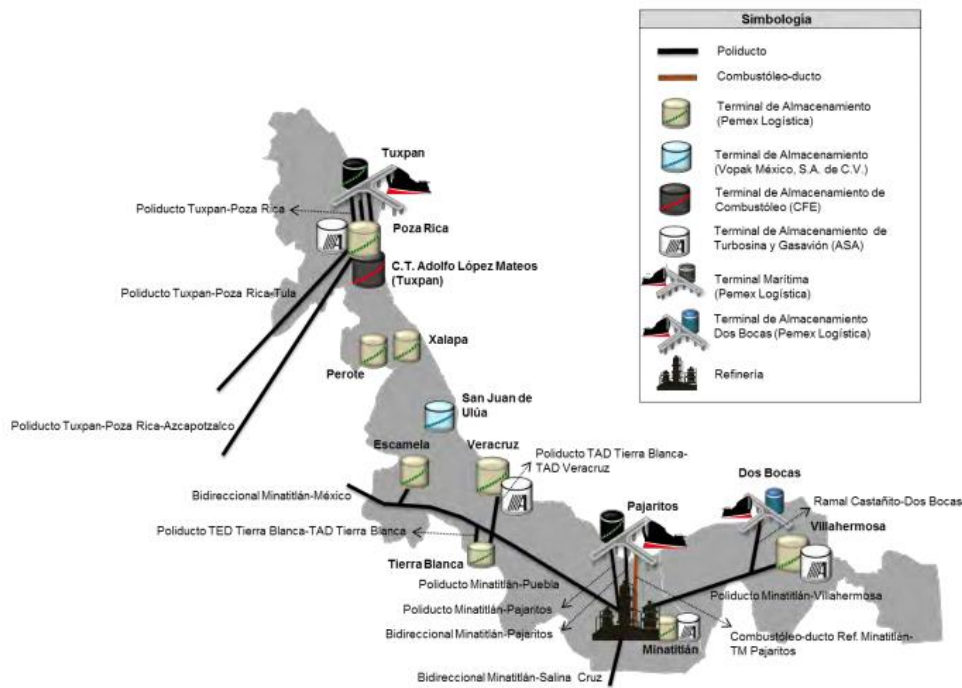 Simbología
Poliducto
Combustóleo-ducto
Terminal de Almacenamiento
(Pemex Logística)
Terminal de Almacenamiento
(Vopak México, S.A. de C.V.)
Terminal de Almacenamiento de
Combustóleo (CFE)
Terminal de Almacenamiento de
Turbosina y Gasavión (ASA)
Terminal Marítima
(Pemex Logística)
Terminal de Almacenamiento
Dos Bocas (Pemex Logística)
Refinería
Tuxpan
Poliducto Tuxpan-Poza Rica
Poza Rica
C.T. Adolfo López Mateos
(Tuxpan)
Poliducto Tuxpan-Poza Rica-Tula
Xalapa
Perote
San Juan de
Ulúa
Poliducto Tuxpan-Poza Rica-Azcapotzalco
Escamela
Veracruz
Poliducto TAD Tierra Blanca-
TAD Veracruz
Dos Bocas
Bidireccional Minatitlán-México
Pajaritos
Ramal Castañito-Dos Bocas
Villahermosa
Poliducto TED Tierra Blanca-TAD Tierra Blanca
Tierra Blanca
Poliducto Minatitlán-Puebla
Poliducto Minatitlán-Villahermosa
Poliducto Minatitlán-Pajaritos
Bidireccional Minatitlán-Pajaritos
Minatitlán
Combustóleo-ducto Ref. Minatitlán-
TM Pajaritos
Bidireccional Minatitlán-Salina Cruz